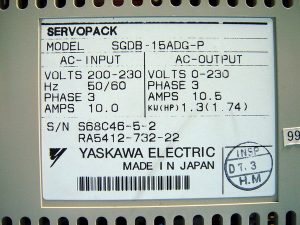 SERVOPACK
MODEL SGDB-15ADG-P
AC-INPUT AC-OUTPUT
VOLTS 200-230 VOLTS 0-230
Hz 50/60 PHASE 3
PHASE 3 AMPS 10.5
AMPS 10.0 KW(HP) 1.3(1.74)
S/N S68C46-5-2
RA5412-732-22
YASKAWA ELECTRIC
MADE IN JAPAN
INSP
07.3
H.M
99